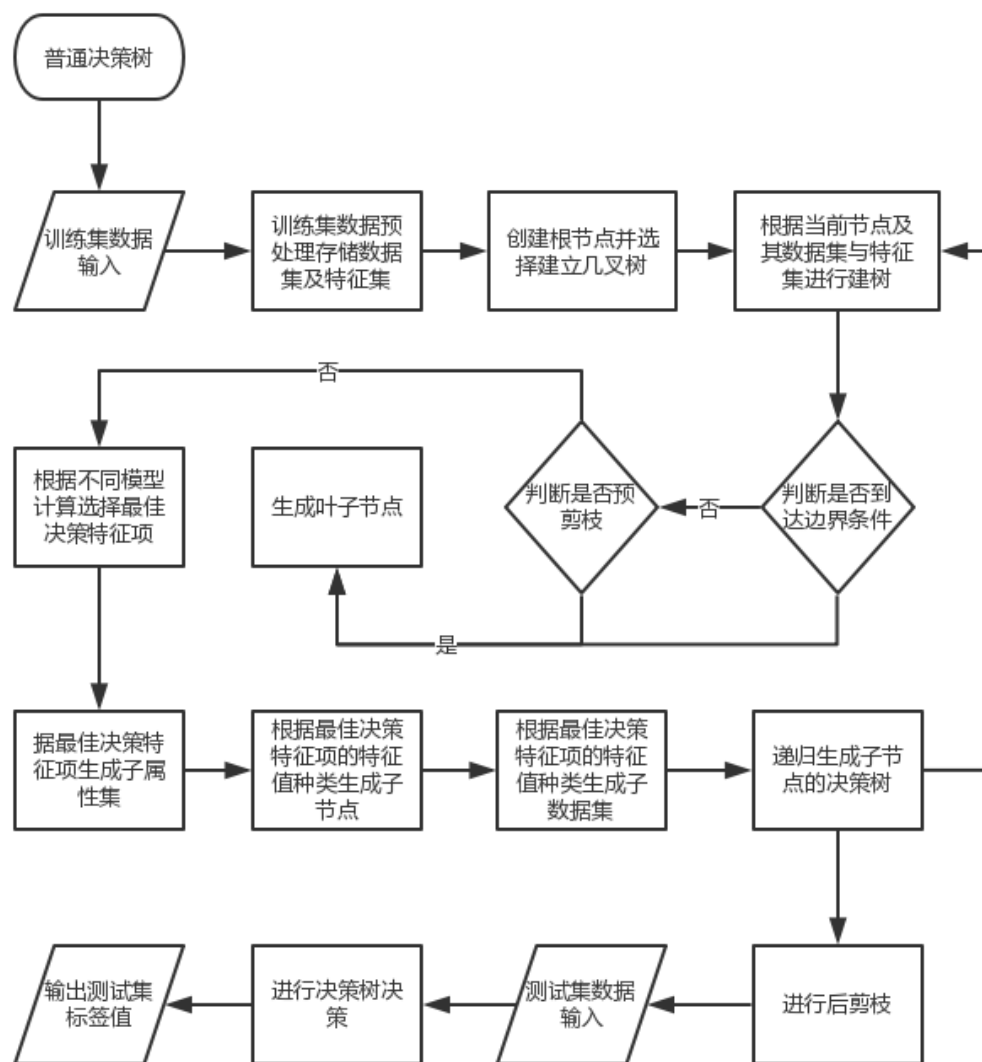 普通决策树
训练集数据
输入
训练集数据预
处理存储数据
集及特征集
创建根节点并选
择建立几叉树
根据当前节点及
其数据集与特征
集进行建树
否
根据不同模型
计算选择最佳
决策特征项
生成叶子节点
判断是否预
剪枝
否
判断是否到
达边界条件
是
据最佳决策特
征项生成子属
性集
根据最佳决策
特征项的特征
值种类生成子
节点
根据最佳决策
特征项的特征
值种类生成子
数据集
递归生成子节
点的决策树
输出测试集
标签值
进行决策树决
策
测试集数据
输入
进行后剪枝